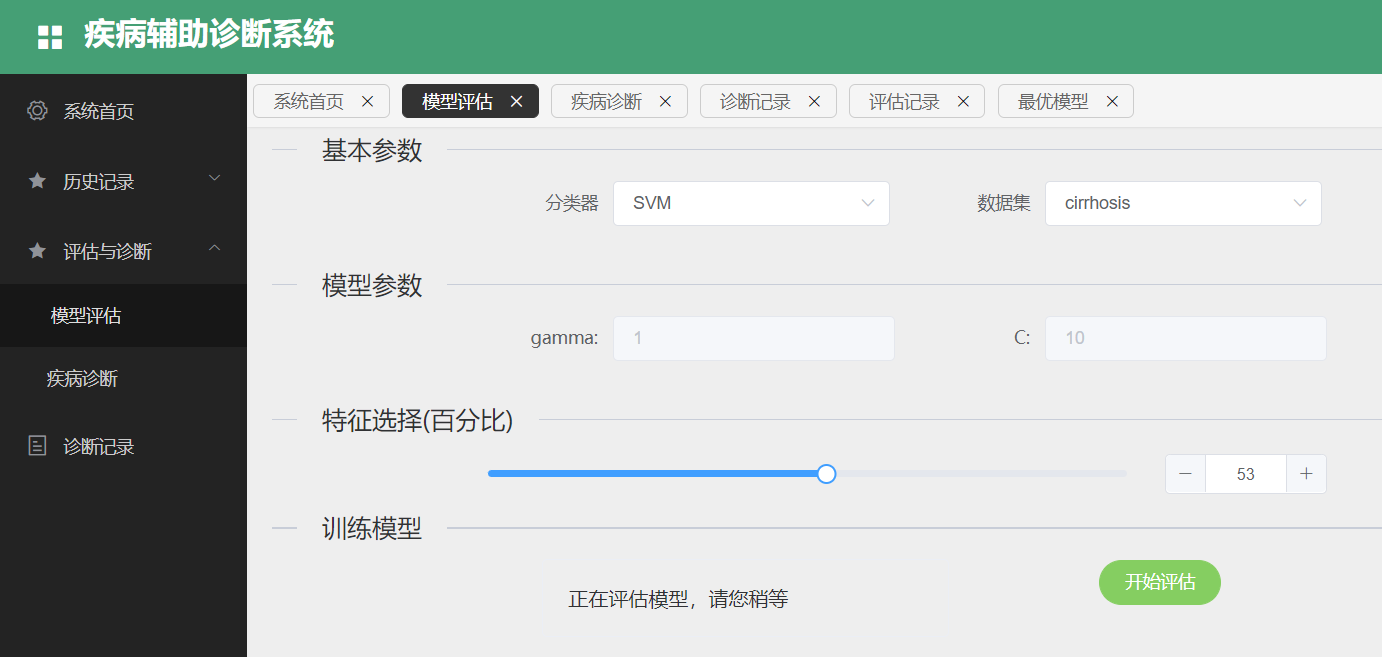 疾病辅助诊断系统
系统首页
历史记录
评估与诊断
模型评估
疾病诊断
诊断记录
系统首页 模型评估 疾病诊断 诊断记录 评估记录 最优模型
基本参数
分类器 SVM 数据集 cirrhosis
模型参数
gamma: 1 C: 10
特征选择(百分比)
53
训练模型
开始评估
正在评估模型，请您稍等